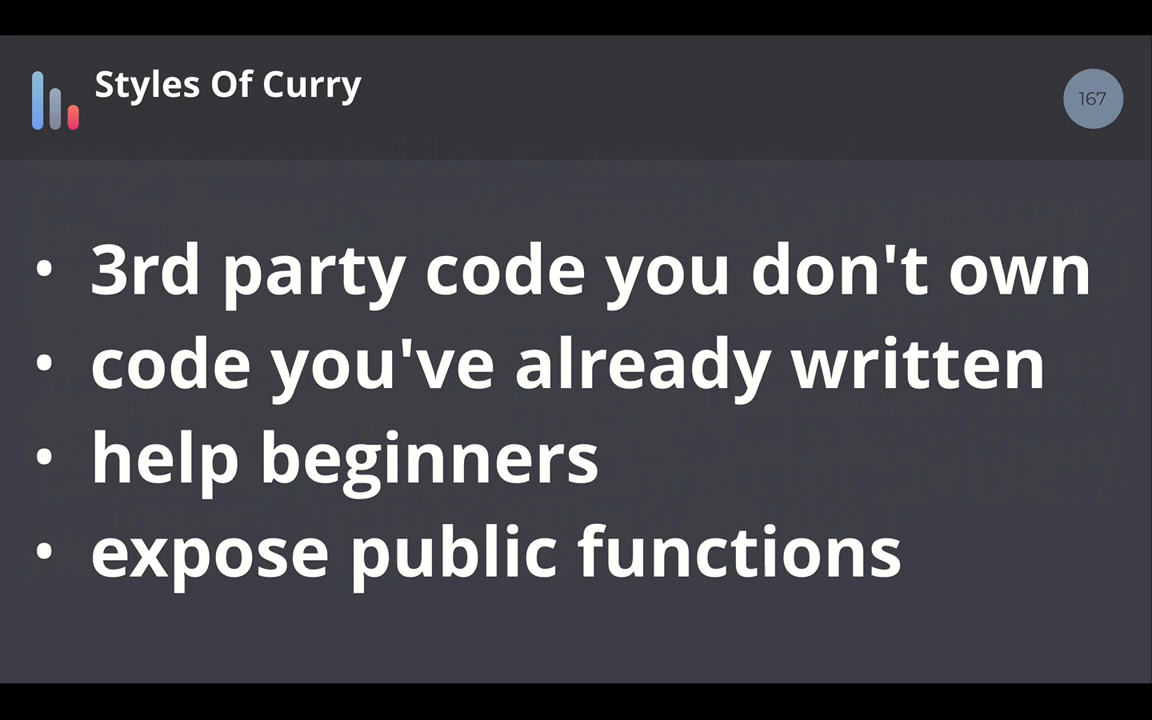 Styles Of Curry
167
• 3rd party code you don't own
• code you've already written
• help beginners
• expose public functions